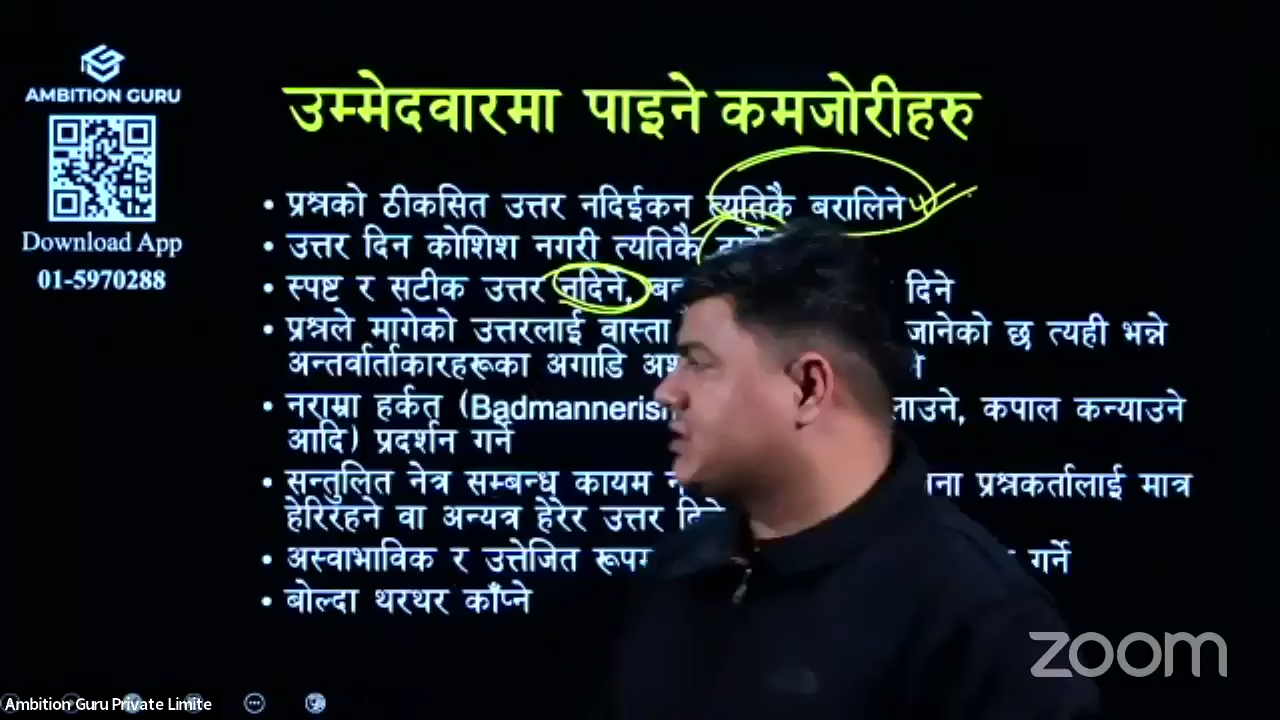 AMBITION GURU
Download App
01-5970288
उम्मेदवारमा पाइने कमजोरीहरु
• प्रश्नको ठीकसित उत्तर नदिईकन त्यतिकै बरालिने
• उत्तर दिन कोशिश नगरी त्यतिकै
• स्पष्ट र सटीक उत्तर नदिने, दिने
• प्रश्नले मागेको उत्तरलाई वास्ता जानेको छ त्यही भन्ने
अन्तर्वार्ताकारहरूका अगाडि
• नराम्रा हर्कत (Badmannerism कपाल कन्याउने
आदि) प्रदर्शन गर्ने
• सन्तुलित नेत्र सम्बन्ध कायम प्रश्नकर्तालाई मात्र
हेरिरहने वा अन्यत्र हेरेर उत्तर दिने
• अस्वाभाविक र उत्तेजित गर्ने
• बोल्दा थरथर काँप्ने
zoom
Ambition Guru Private Limite